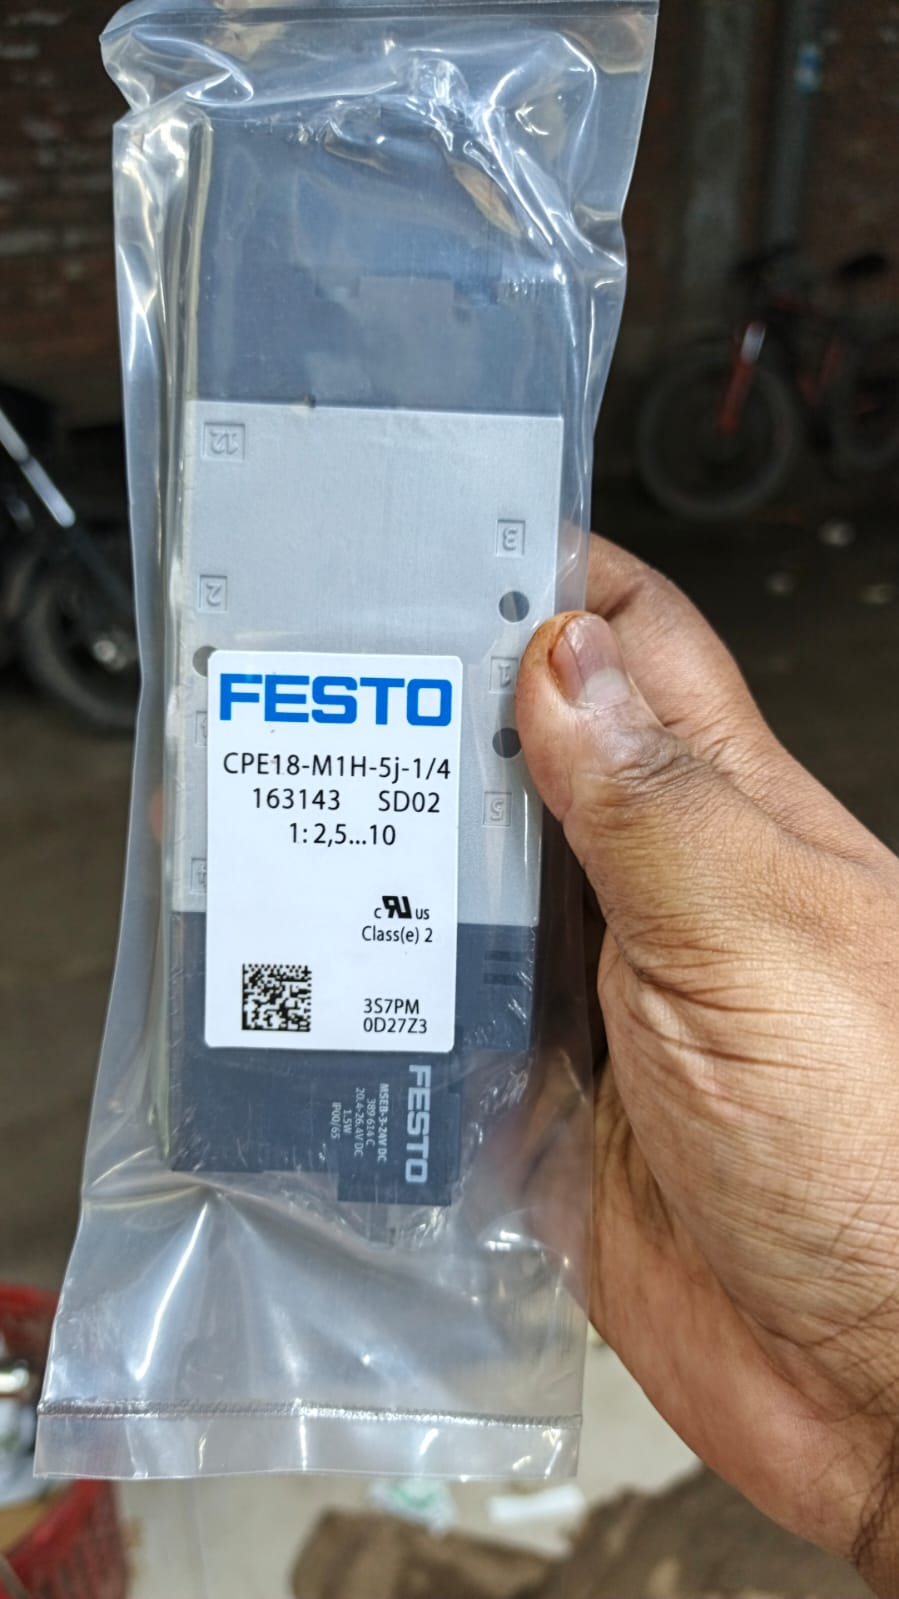 12
3
2
1
5
FESTO
CPE18-M1H-5j-1/4
163143 SD02
1: 2,5...10
c RU us
Class(e) 2
3S7PM
0D27Z3
FESTO
MSEB-3-24V DC
389 614 C
20.4-26.4V DC
1.5W
IP00/65